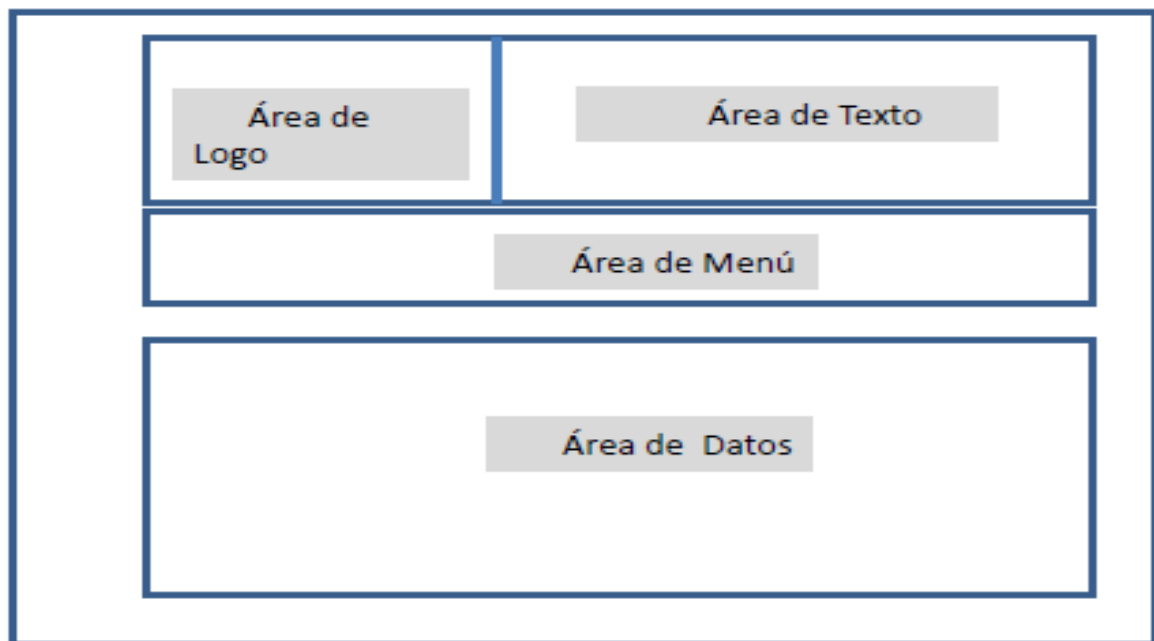 Área de
Logo
Área de Texto
Área de Menú
Área de Datos